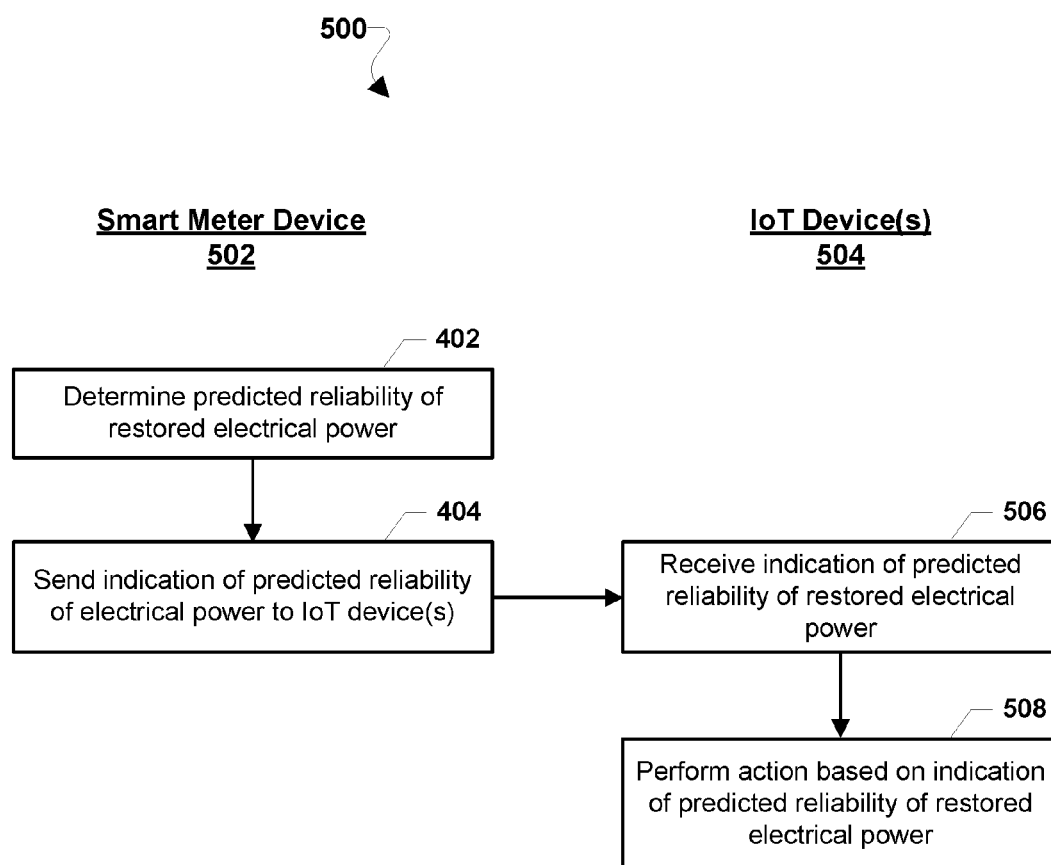 500
Smart Meter Device
502
IoT Device(s)
504
402
Determine predicted reliability of
restored electrical power
404
Send indication of predicted reliability
of electrical power to IoT device(s)
506
Receive indication of predicted
reliability of restored electrical
power
508
Perform action based on indication
of predicted reliability of restored
electrical power